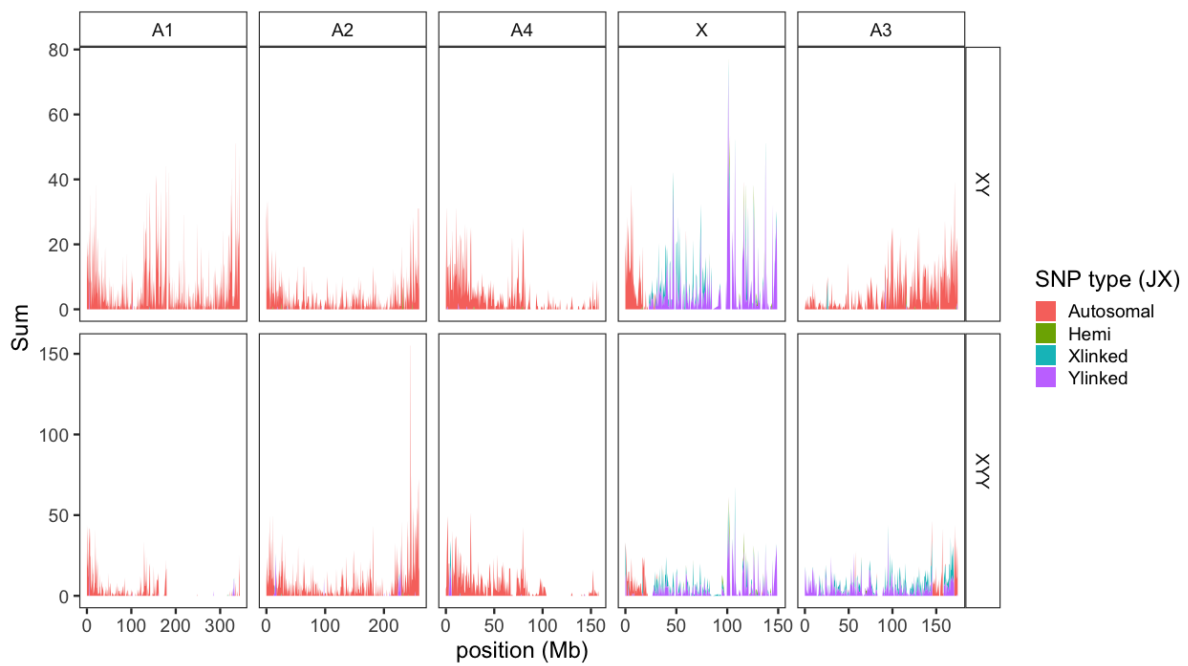 A1 A2 A4 X A3
80
60
40
20
0
XY
Sum
150
100
50
0
XYY
0 100 200 300 0 100 200 0 50 100 150 0 50 100 150 0 50 100 150
position (Mb)
SNP type (JX)
Autosomal
Hemi
Xlinked
Ylinked